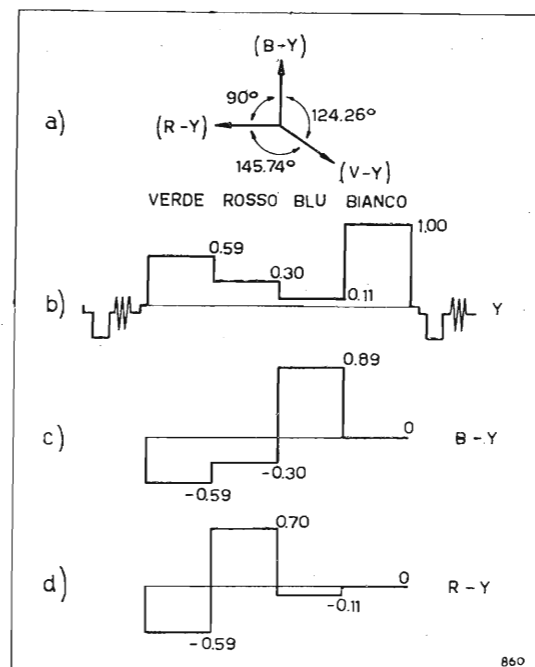 (B-Y)
a)
90°
124.26°
(R-Y)
145.74°
(V-Y)
VERDE ROSSO BLU BIANCO
0.59
0.30
0.11
1,00
b)
Y
0.89
c)
0
B-Y
-0.59
-0.30
0.70
d)
0
R-Y
-0.11
-0.59
860